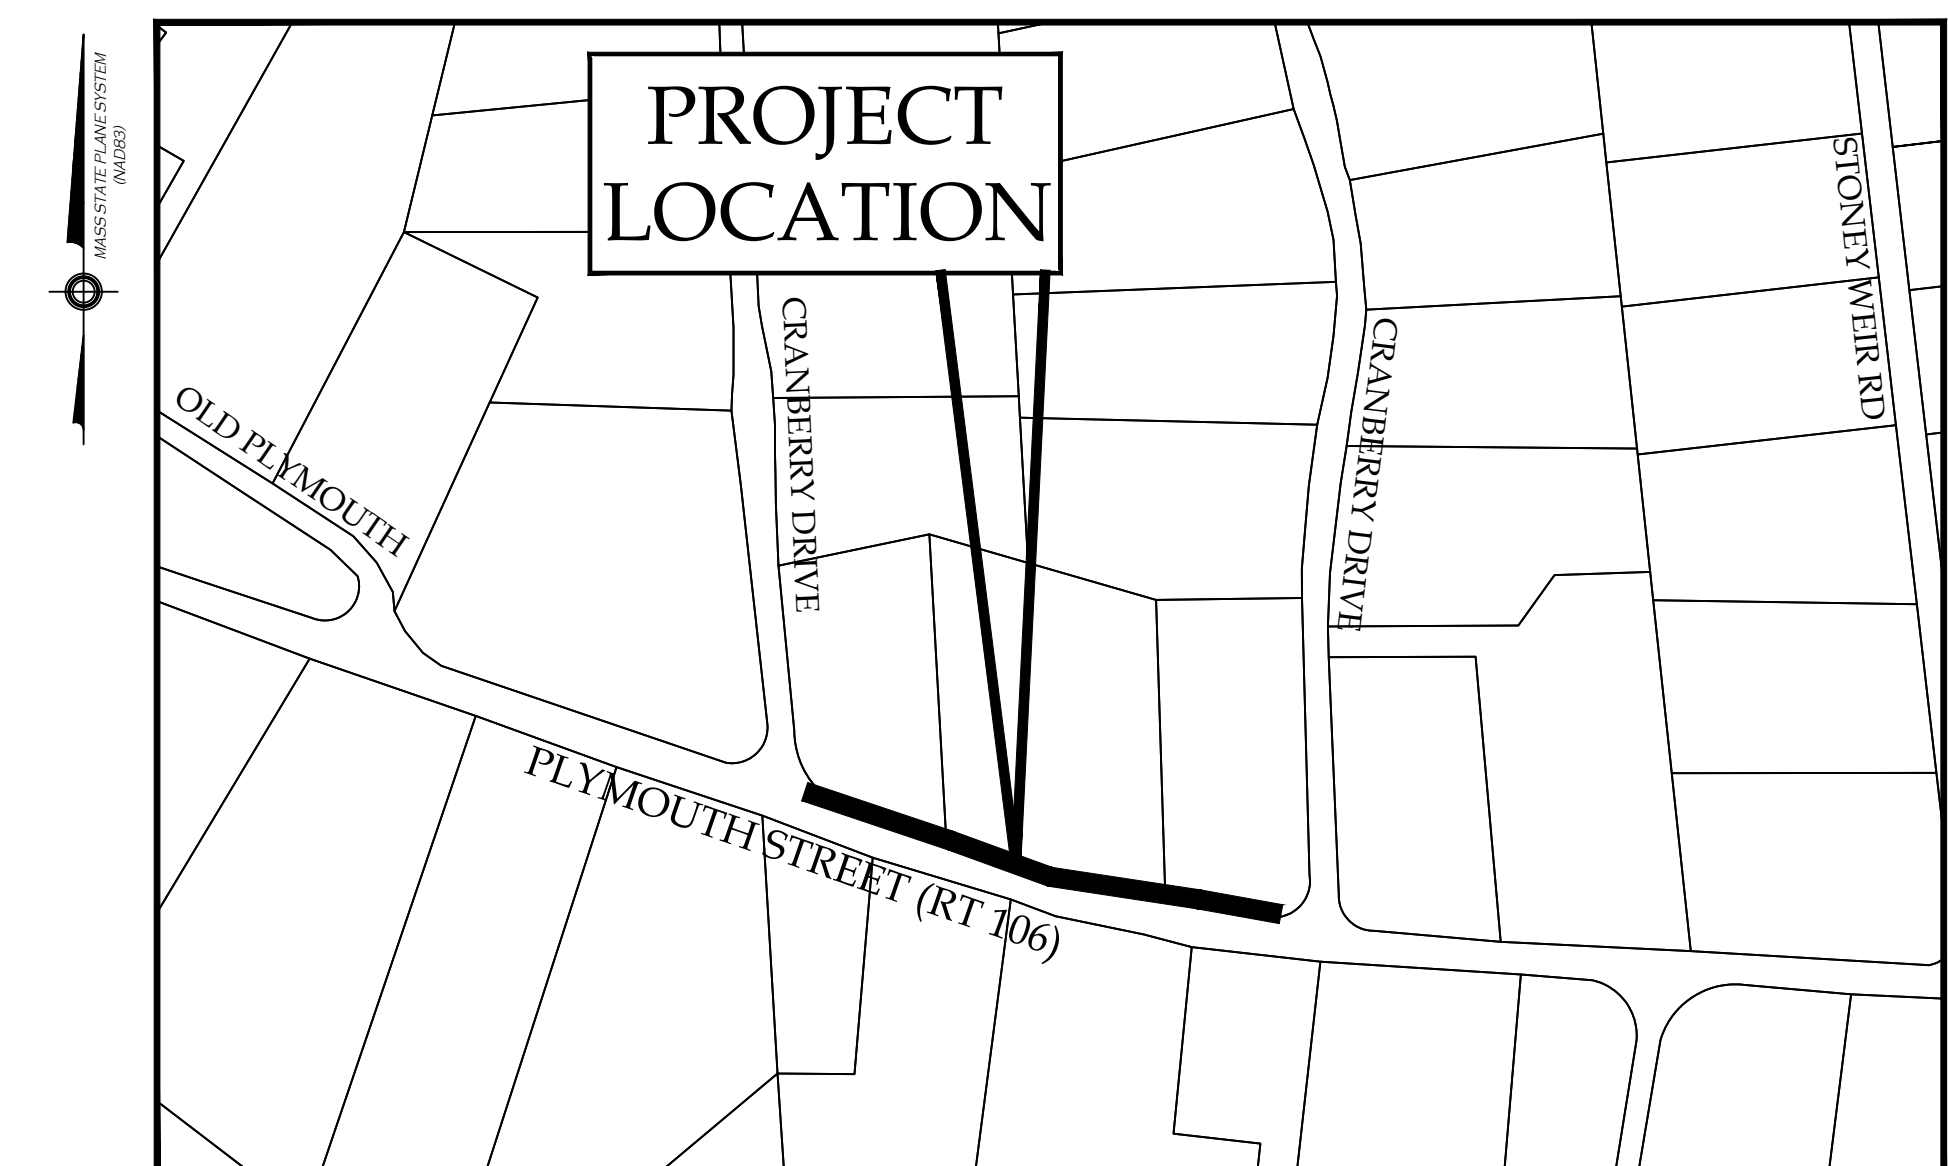 MASS STATE PLANE SYSTEM
(NAD83)
PROJECT
LOCATION
STONEY WEIR RD
CRANBERRY DRIVE
CRANBERRY DRIVE
OLD PLYMOUTH
PLYMOUTH STREET (RT 106)